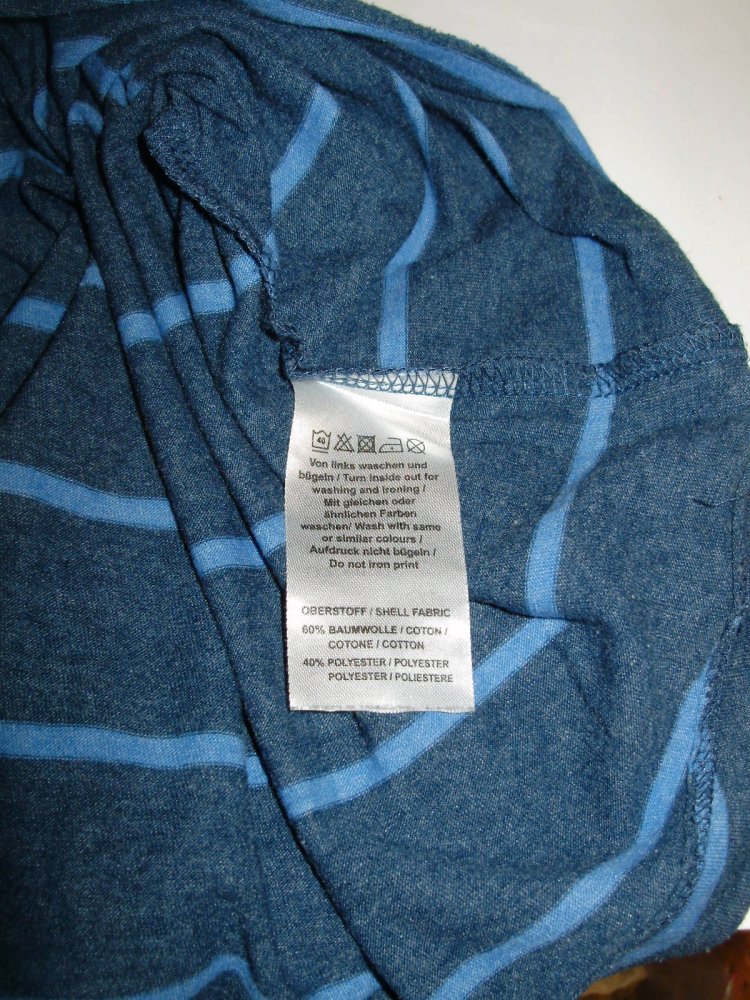 40
Von links waschen und
bügeln / Turn inside out for
washing and ironing /
Mit gleichen oder
ähnlichen Farben
waschen/ Wash with same
or similar colours /
Aufdruck nicht bügeln /
Do not iron print
OBERSTOFF / SHELL FABRIC
60% BAUMWOLLE / COTON /
COTONE / COTTON
40% POLYESTER / POLYESTER
POLYESTER / POLIESTERE